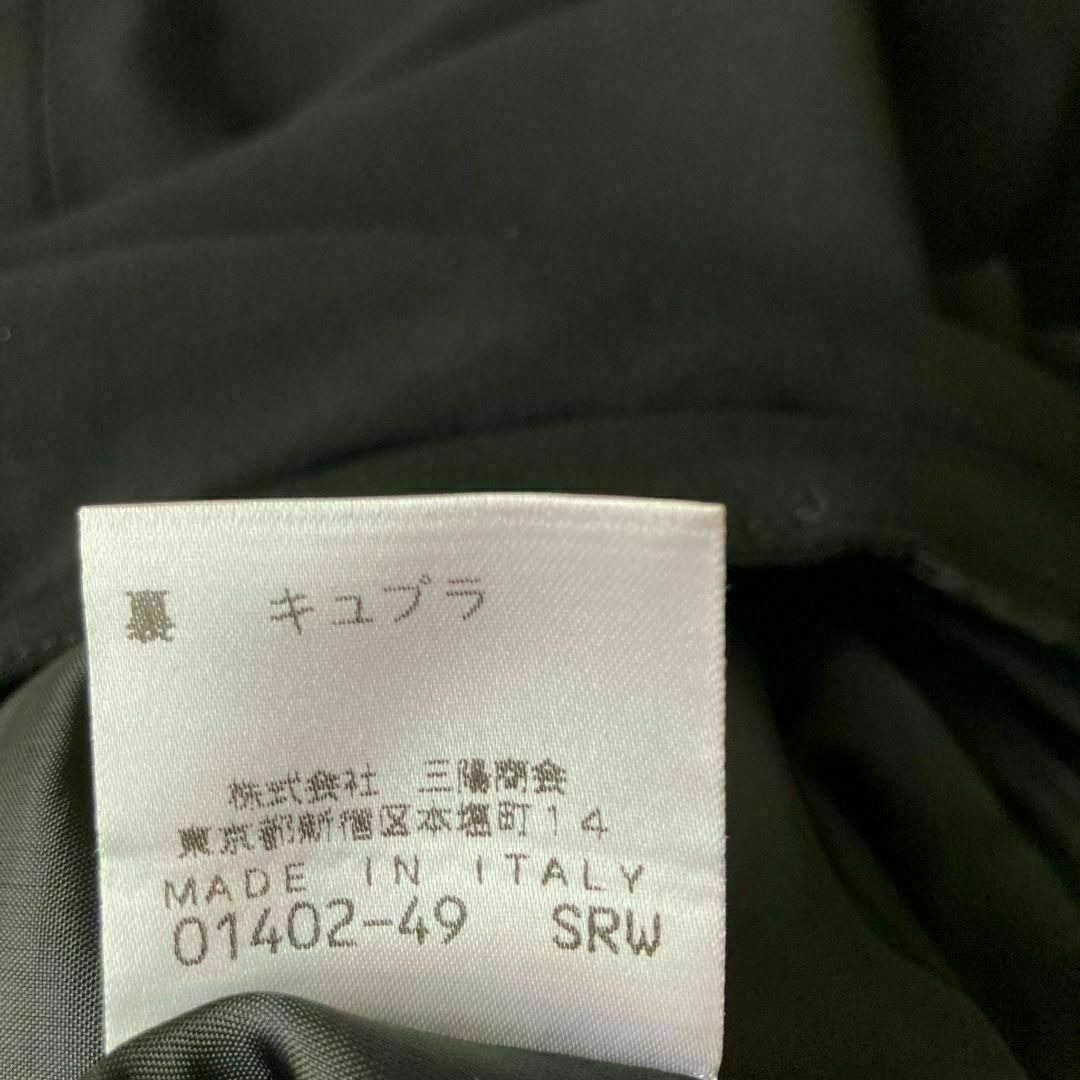 裏 キュプラ
株式会社 三陽商会
東京都新宿区本塩町14
MADE IN ITALY
01402-49 SRW